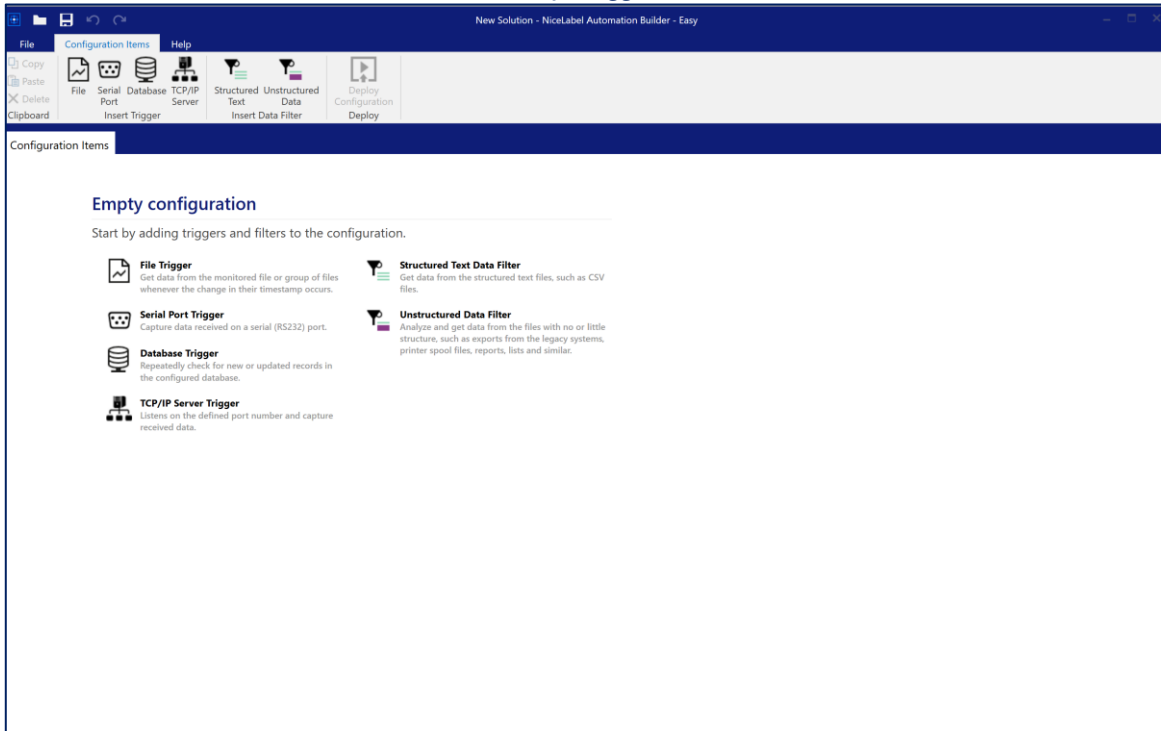 New Solution - NiceLabel Automation Builder - Easy
File Configuration Items Help
Copy
Paste
Delete
Clipboard
File
Serial Port
Database
TCP/IP Server
Insert Trigger
Structured Text
Unstructured Data
Insert Data Filter
Deploy Configuration
Deploy
Configuration Items
Empty configuration
Start by adding triggers and filters to the configuration.
File Trigger
Get data from the monitored file or group of files
whenever the change in their timestamp occurs.
Serial Port Trigger
Capture data received on a serial (RS232) port.
Database Trigger
Repeatedly check for new or updated records in
the configured database.
TCP/IP Server Trigger
Listens on the defined port number and capture
received data.
Structured Text Data Filter
Get data from the structured text files, such as CSV
files.
Unstructured Data Filter
Analyze and get data from the files with no or little
structure, such as exports from the legacy systems,
printer spool files, reports, lists and similar.